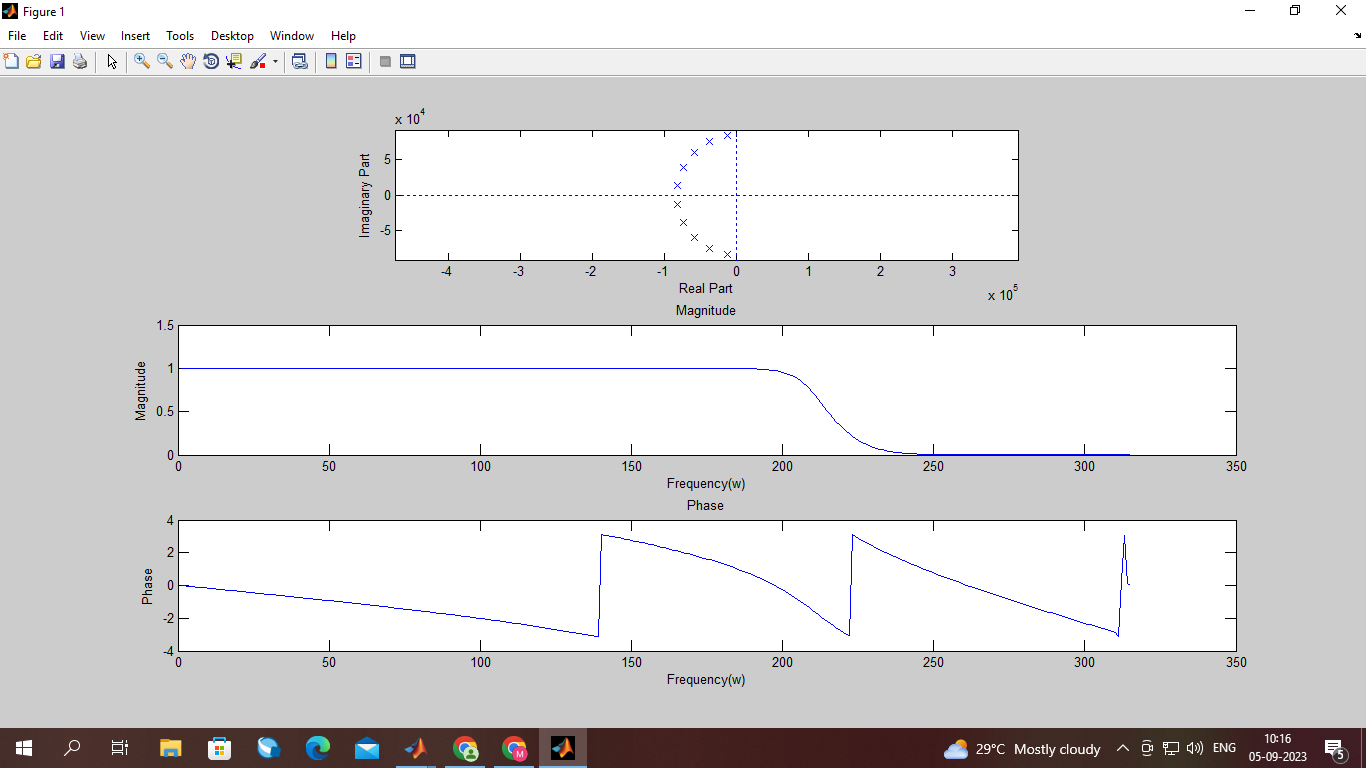 Figure 1
File Edit View Insert Tools Desktop Window Help
x 10^4
Imaginary Part
5
0
-5
-4 -3 -2 -1 0 1 2 3
Real Part
x 10^5
Magnitude
Magnitude
1.5
1
0.5
0
0 50 100 150 200 250 300 350
Frequency(w)
Phase
Phase
4
2
0
-2
-4
0 50 100 150 200 250 300 350
Frequency(w)
M
29°C Mostly cloudy
ENG
10:16
05-09-2023
5